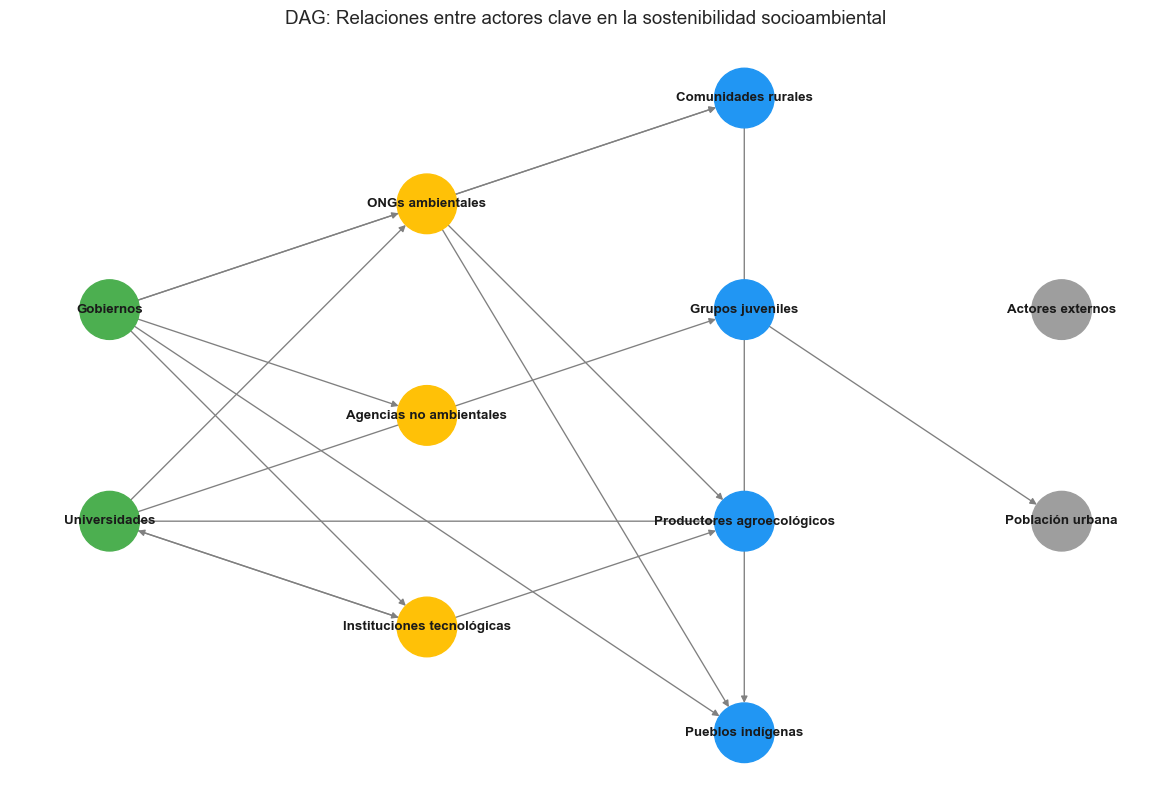 DAG: Relaciones entre actores clave en la sostenibilidad socioambiental
Comunidades rurales
ONGs ambientales
Gobiernos
Grupos juveniles
Actores externos
Agencias no ambientales
Universidades
Productores agroecológicos
Población urbana
Instituciones tecnológicas
Pueblos indígenas